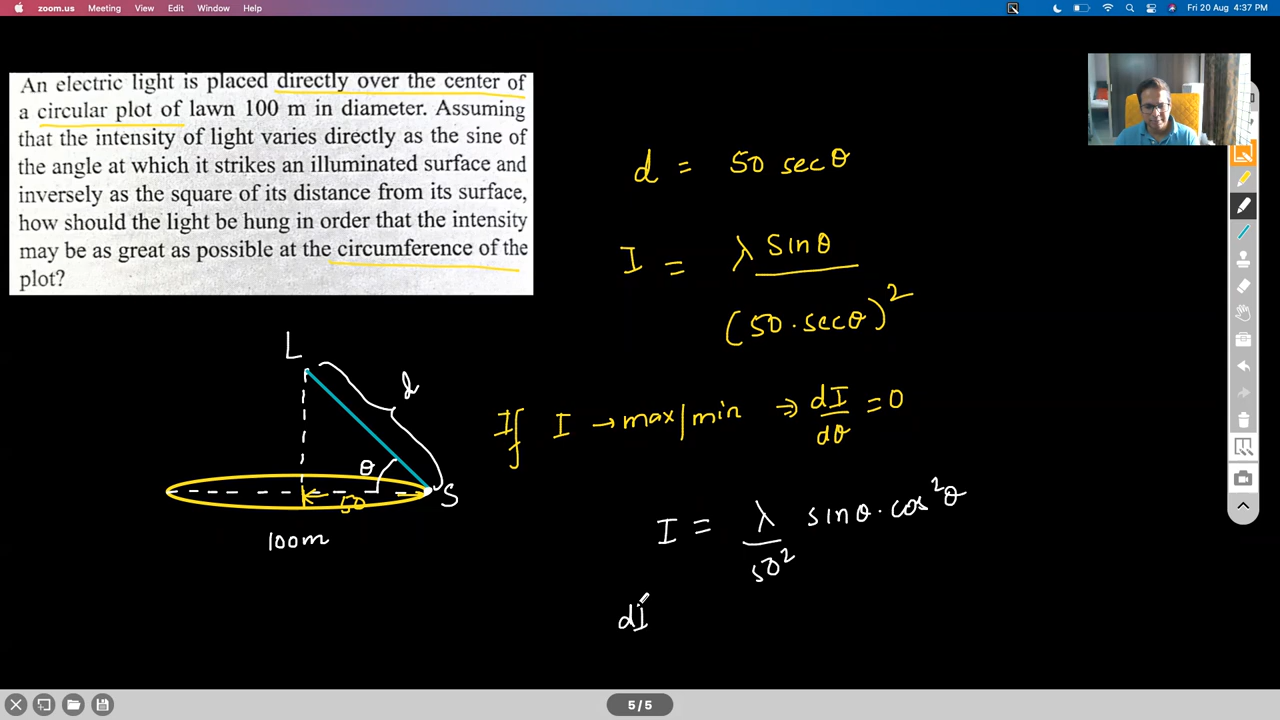 zoom.us Meeting View Edit Window Help Fri 20 Aug 4:37 PM
An electric light is placed directly over the center of
a circular plot of lawn 100 m in diameter. Assuming
that the intensity of light varies directly as the sine of
the angle at which it strikes an illuminated surface and
inversely as the square of its distance from its surface,
how should the light be hung in order that the intensity
may be as great as possible at the circumference of the
plot?
d = 50 secθ
I = λ sinθ
(50 · secθ)²
If I → max/min ⇒ dI/dθ = 0
I = λ/50² sinθ · cos²θ
dI
L
d
θ
50
S
100m
5/5